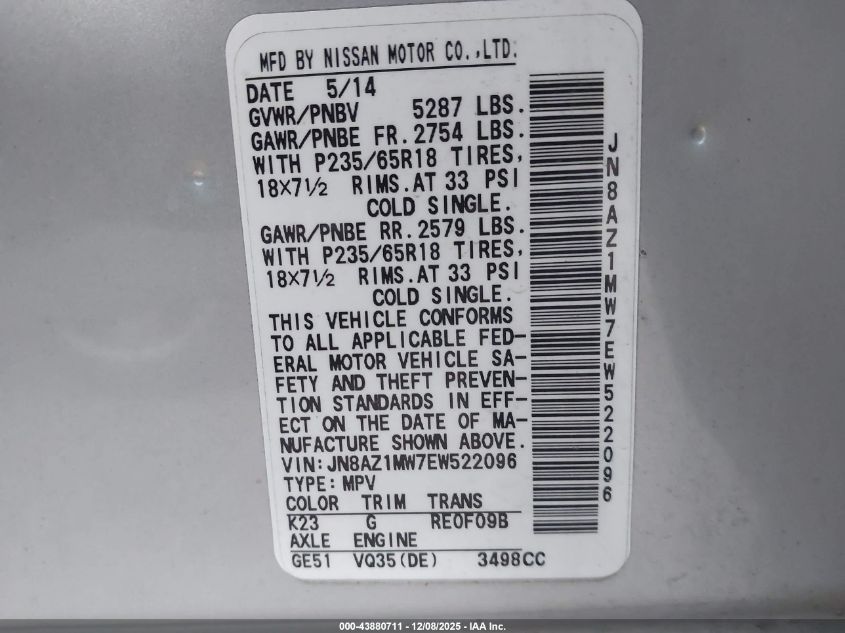 MFD BY NISSAN MOTOR CO.,LTD.
DATE 5/14
GVWR/PNBV 5287 LBS.
GAWR/PNBE FR. 2754 LBS.
WITH P235/65R18 TIRES,
18X7½ RIMS. AT 33 PSI
COLD SINGLE.
GAWR/PNBE RR. 2579 LBS.
WITH P235/65R18 TIRES,
18X7½ RIMS. AT 33 PSI
COLD SINGLE.
THIS VEHICLE CONFORMS
TO ALL APPLICABLE FED-
ERAL MOTOR VEHICLE SA-
FETY AND THEFT PREVEN-
TION STANDARDS IN EFF-
ECT ON THE DATE OF MA-
NUFACTURE SHOWN ABOVE.
VIN: JN8AZ1MW7EW522096
TYPE: MPV
COLOR TRIM TRANS
K23 G RE0F09B
AXLE ENGINE
GE51 VQ35(DE) 3498CC
JN8AZ1MW7EW522096
000-43880711 - 12/08/2025 - IAA Inc.